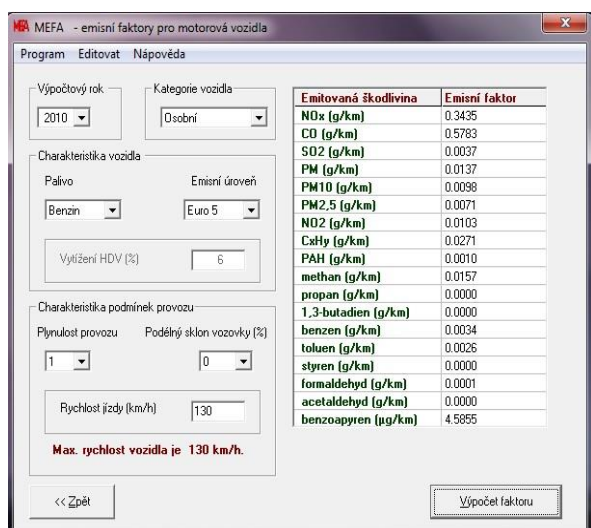 MEFA - emisní faktory pro motorová vozidla
Program Editovat Nápověda
Výpočtový rok
2010
Kategorie vozidla
Osobní
Charakteristika vozidla
Palivo Emisní úroveň
Benzin Euro 5
Vytížení HDV (%) 6
Charakteristika podmínek provozu
Plynulost provozu Podélný sklon vozovky (%)
1 0
Rychlost jízdy (km/h) 130
Max. rychlost vozidla je 130 km/h.
<< Zpět
Emitovaná škodlivina Emisní faktor
NOx (g/km) 0.3435
CO (g/km) 0.5783
SO2 (g/km) 0.0037
PM (g/km) 0.0137
PM10 (g/km) 0.0098
PM2,5 (g/km) 0.0071
NO2 (g/km) 0.0103
CxHy (g/km) 0.0271
PAH (g/km) 0.0010
methan (g/km) 0.0157
propan (g/km) 0.0000
1,3-butadien (g/km) 0.0000
benzen (g/km) 0.0034
toluen (g/km) 0.0026
styren (g/km) 0.0000
formaldehyd (g/km) 0.0001
acetaldehyd (g/km) 0.0000
benzoapyren (µg/km) 4.5855
Výpočet faktoru